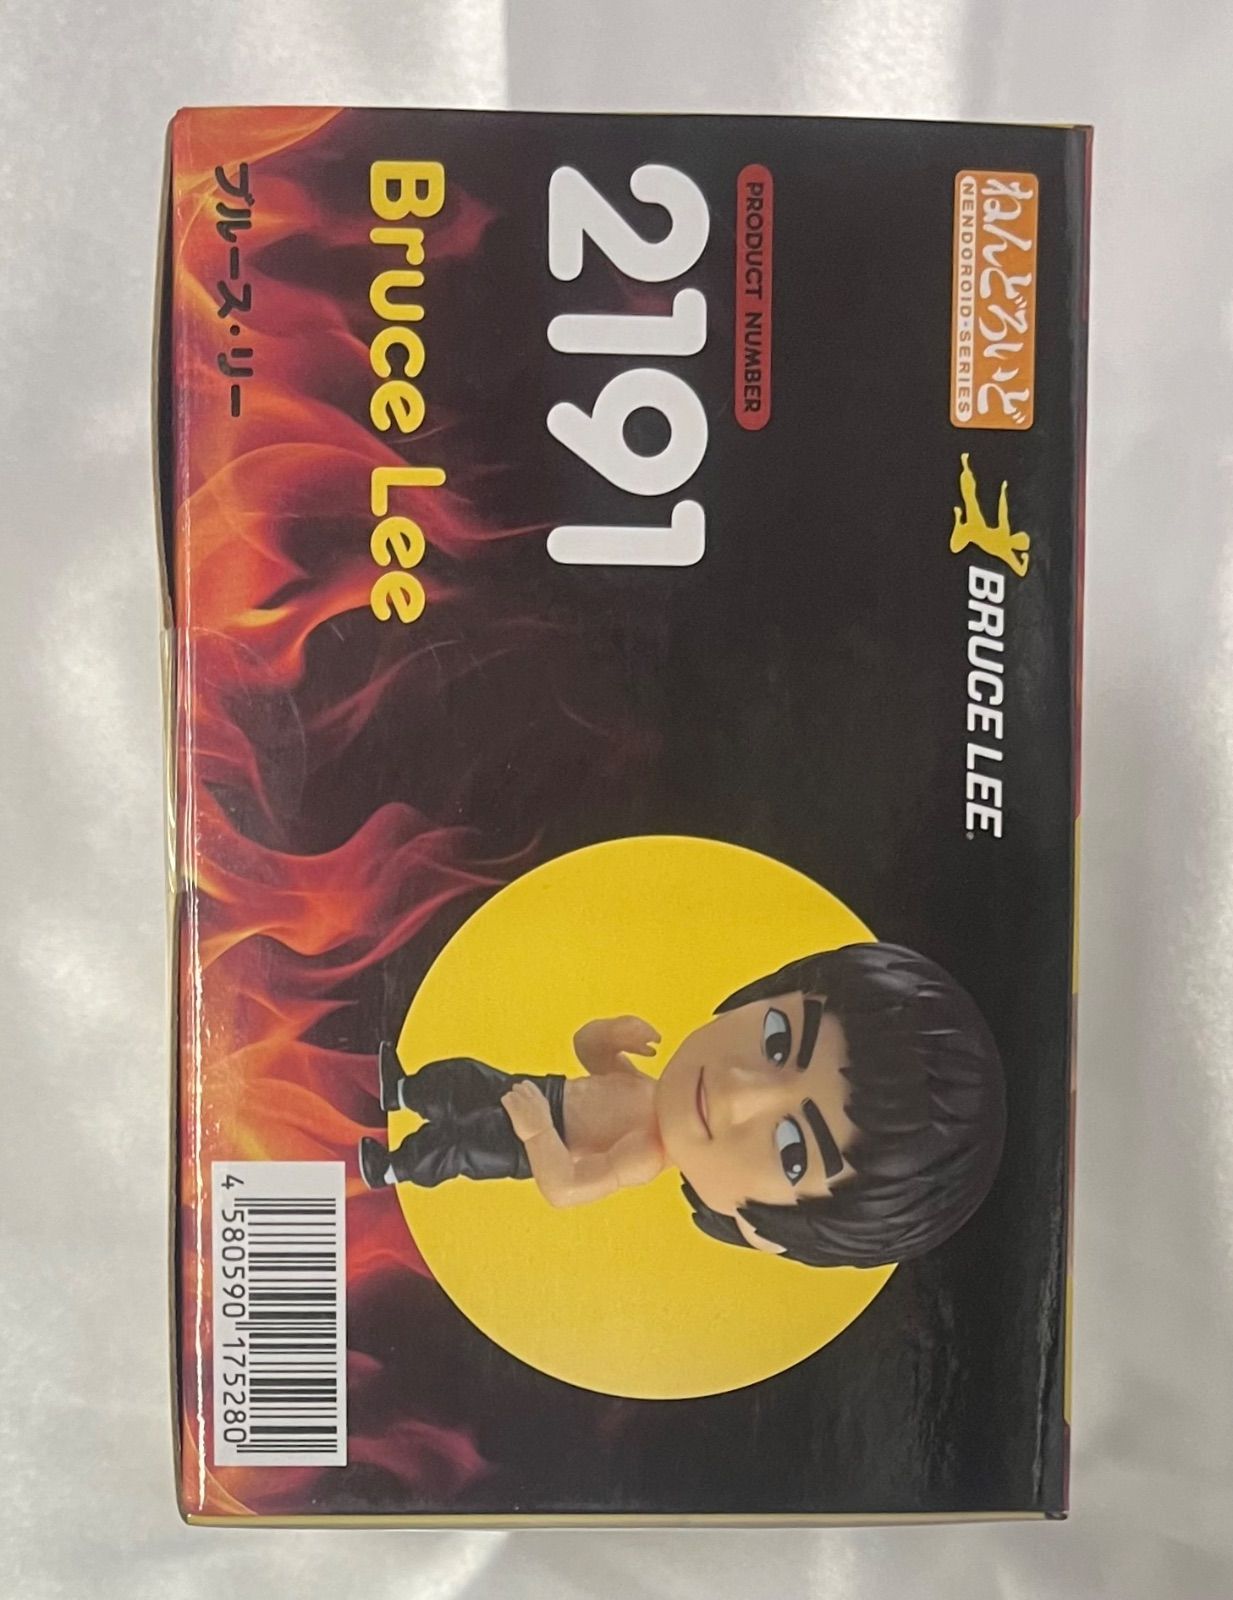 ねんどろいど
NENDOROID-SERIES
BRUCE LEE®
PRODUCT NUMBER
2191
Bruce Lee
ブルース・リー
4 580590 175280